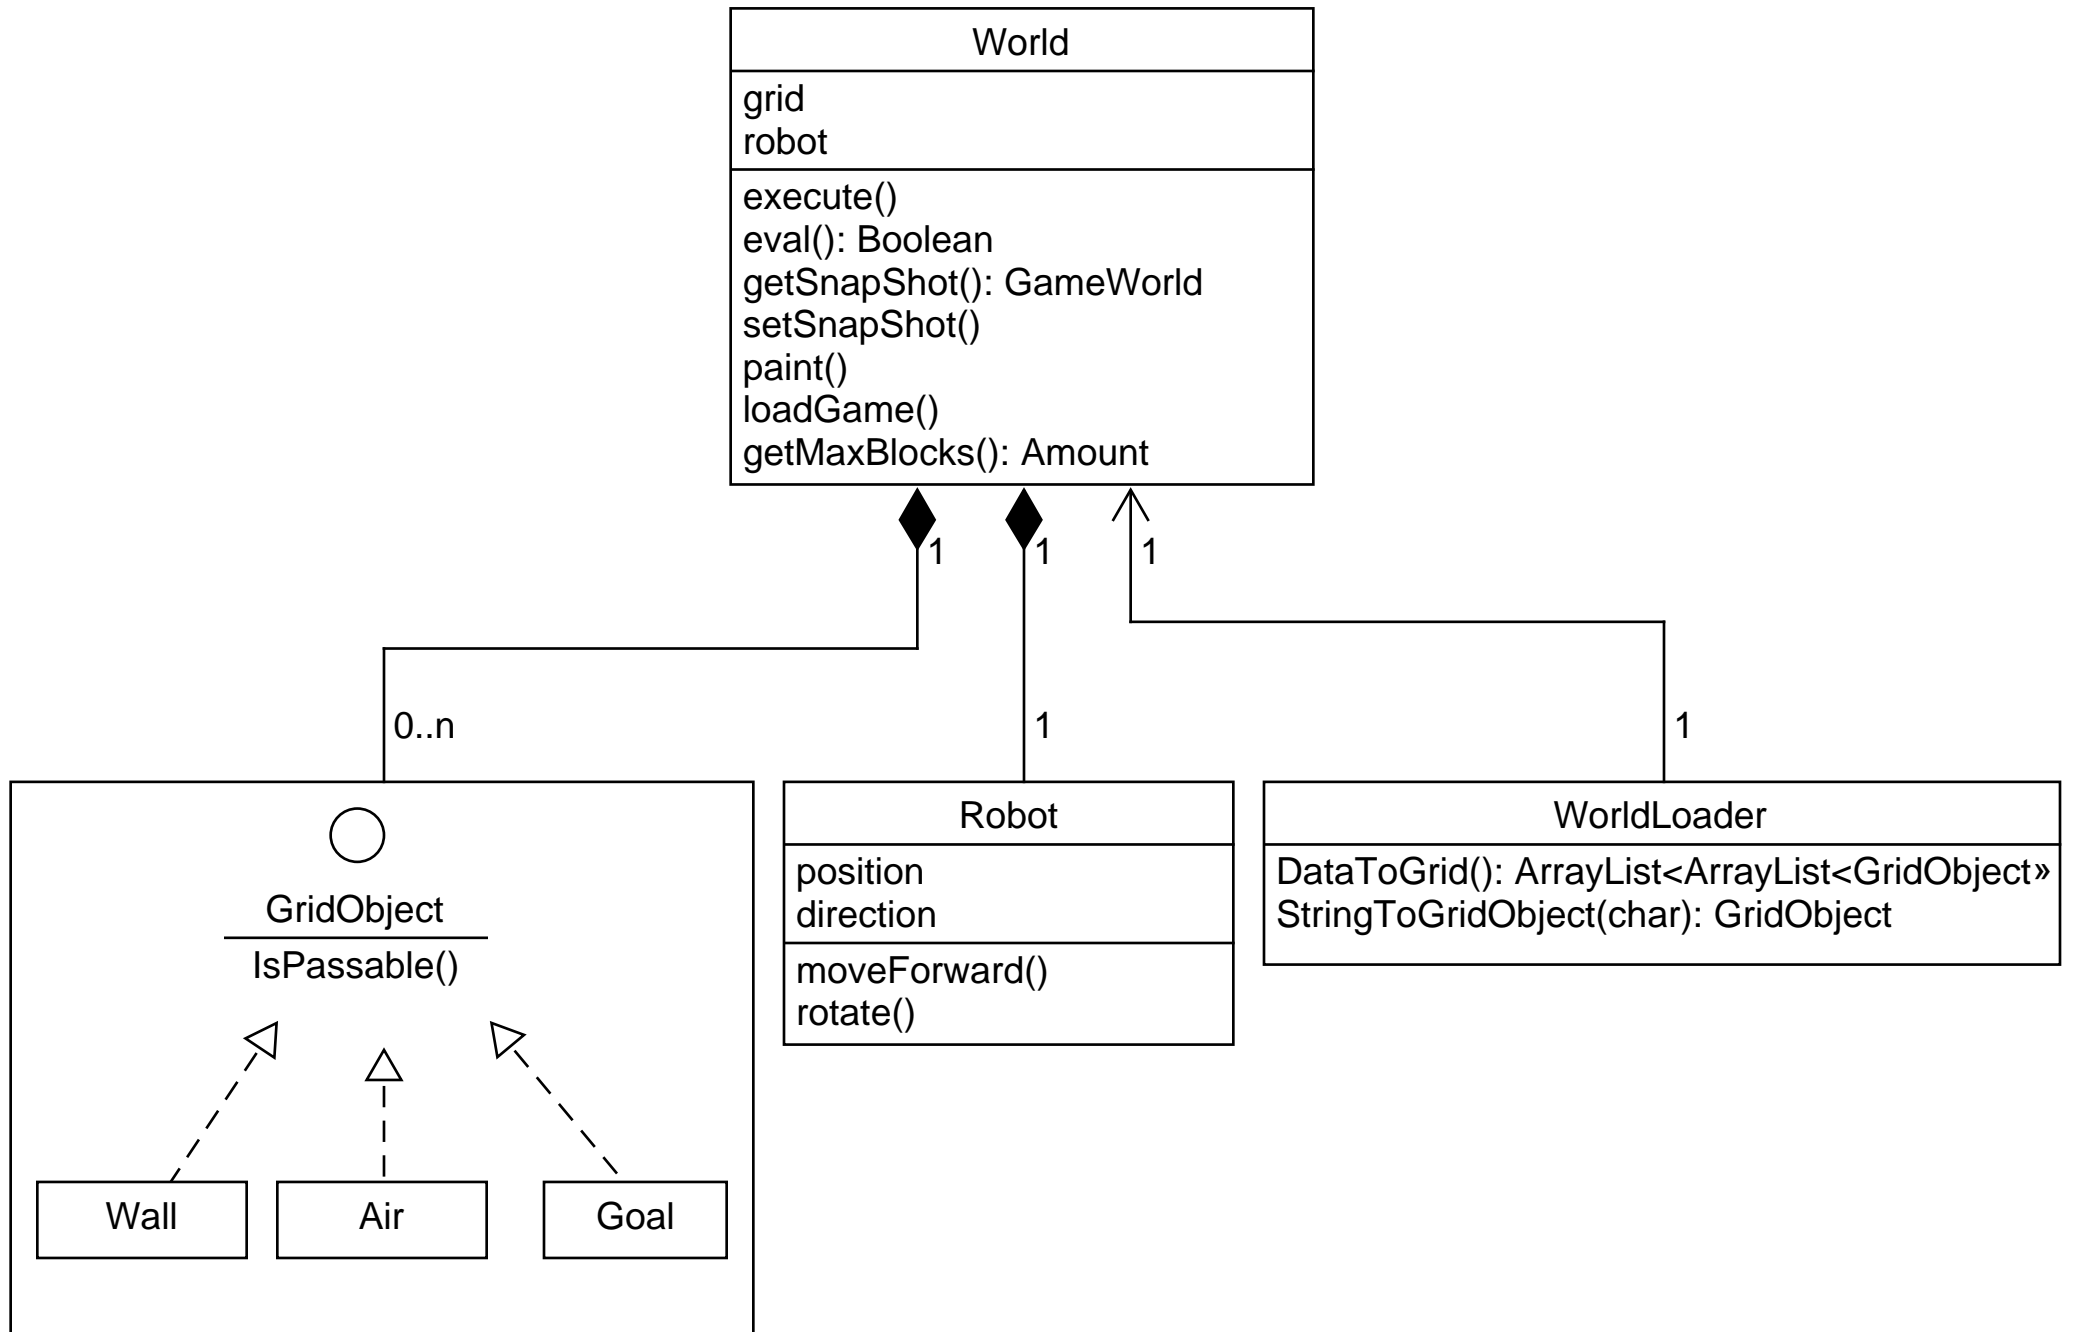 World
grid
robot
execute()
eval(): Boolean
getSnapShot(): GameWorld
setSnapShot()
paint()
loadGame()
getMaxBlocks(): Amount
1
1
1
0..n
1
1
GridObject
IsPassable()
Wall
Air
Goal
Robot
position
direction
moveForward()
rotate()
WorldLoader
DataToGrid(): ArrayList<ArrayList<GridObject»
StringToGridObject(char): GridObject